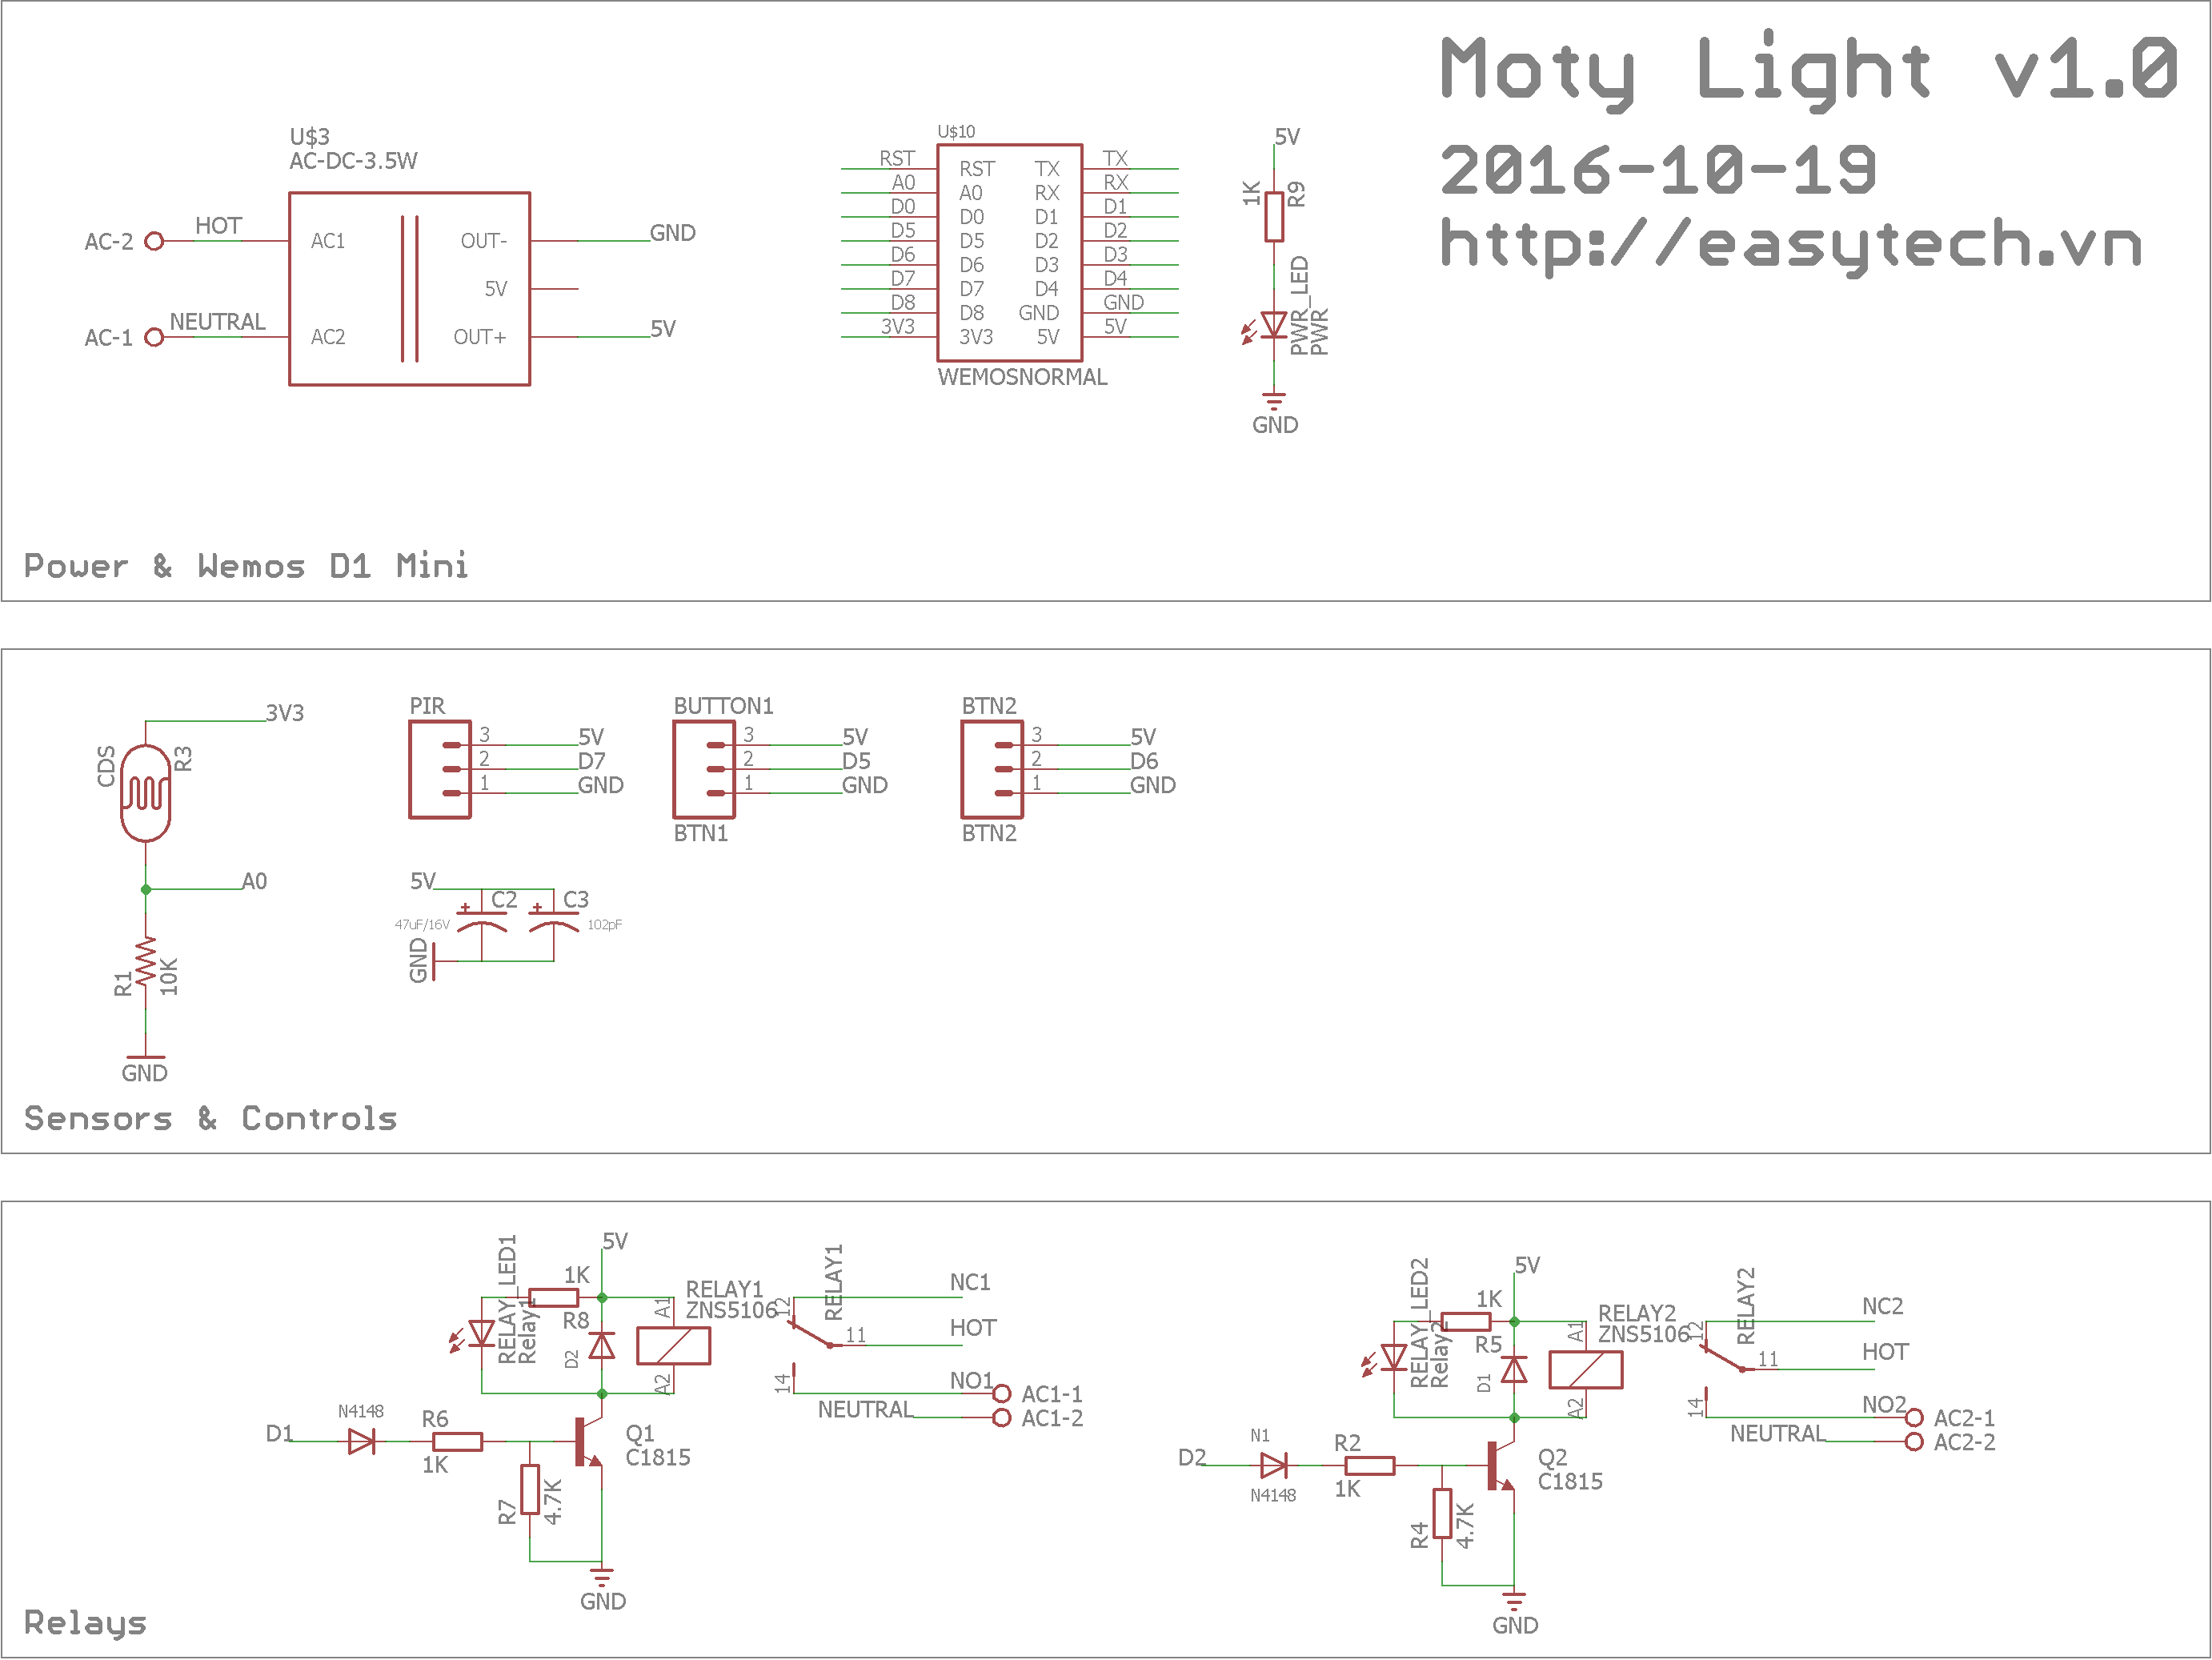 Moty Light v1.0
2016-10-19
http://easytech.vn
U$3
AC-DC-3.5W
AC-2
HOT
AC1
OUT-
GND
5V
AC-1
NEUTRAL
AC2
OUT+
5V
U$10
RST RST TX TX
A0 A0 RX RX
D0 D0 D1 D1
D5 D5 D2 D2
D6 D6 D3 D3
D7 D7 D4 D4
D8 D8 GND GND
3V3 3V3 5V 5V
WEMOSNORMAL
5V
1K
R9
PWR_LED
PWR
GND
Power & Wemos D1 Mini
3V3
CDS
R3
A0
R1
10K
GND
PIR
3 5V
2 D7
1 GND
BUTTON1
3 5V
2 D5
1 GND
BTN1
BTN2
3 5V
2 D6
1 GND
BTN2
5V
C2
C3
47uF/16V
102pF
GND
Sensors & Controls
5V
RELAY_LED1
Relay1
1K
R8
D2
RELAY1
ZNS5106
A1
A2
12
RELAY1
11
14
NC1
HOT
NO1
NEUTRAL
AC1-1
AC1-2
D1
N4148
R6
1K
R7
4.7K
Q1
C1815
GND
5V
RELAY_LED2
Relay2
1K
R5
D1
RELAY2
ZNS5106
A1
A2
12
RELAY2
11
14
NC2
HOT
NO2
NEUTRAL
AC2-1
AC2-2
D2
N1
N4148
R2
1K
R4
4.7K
Q2
C1815
GND
Relays